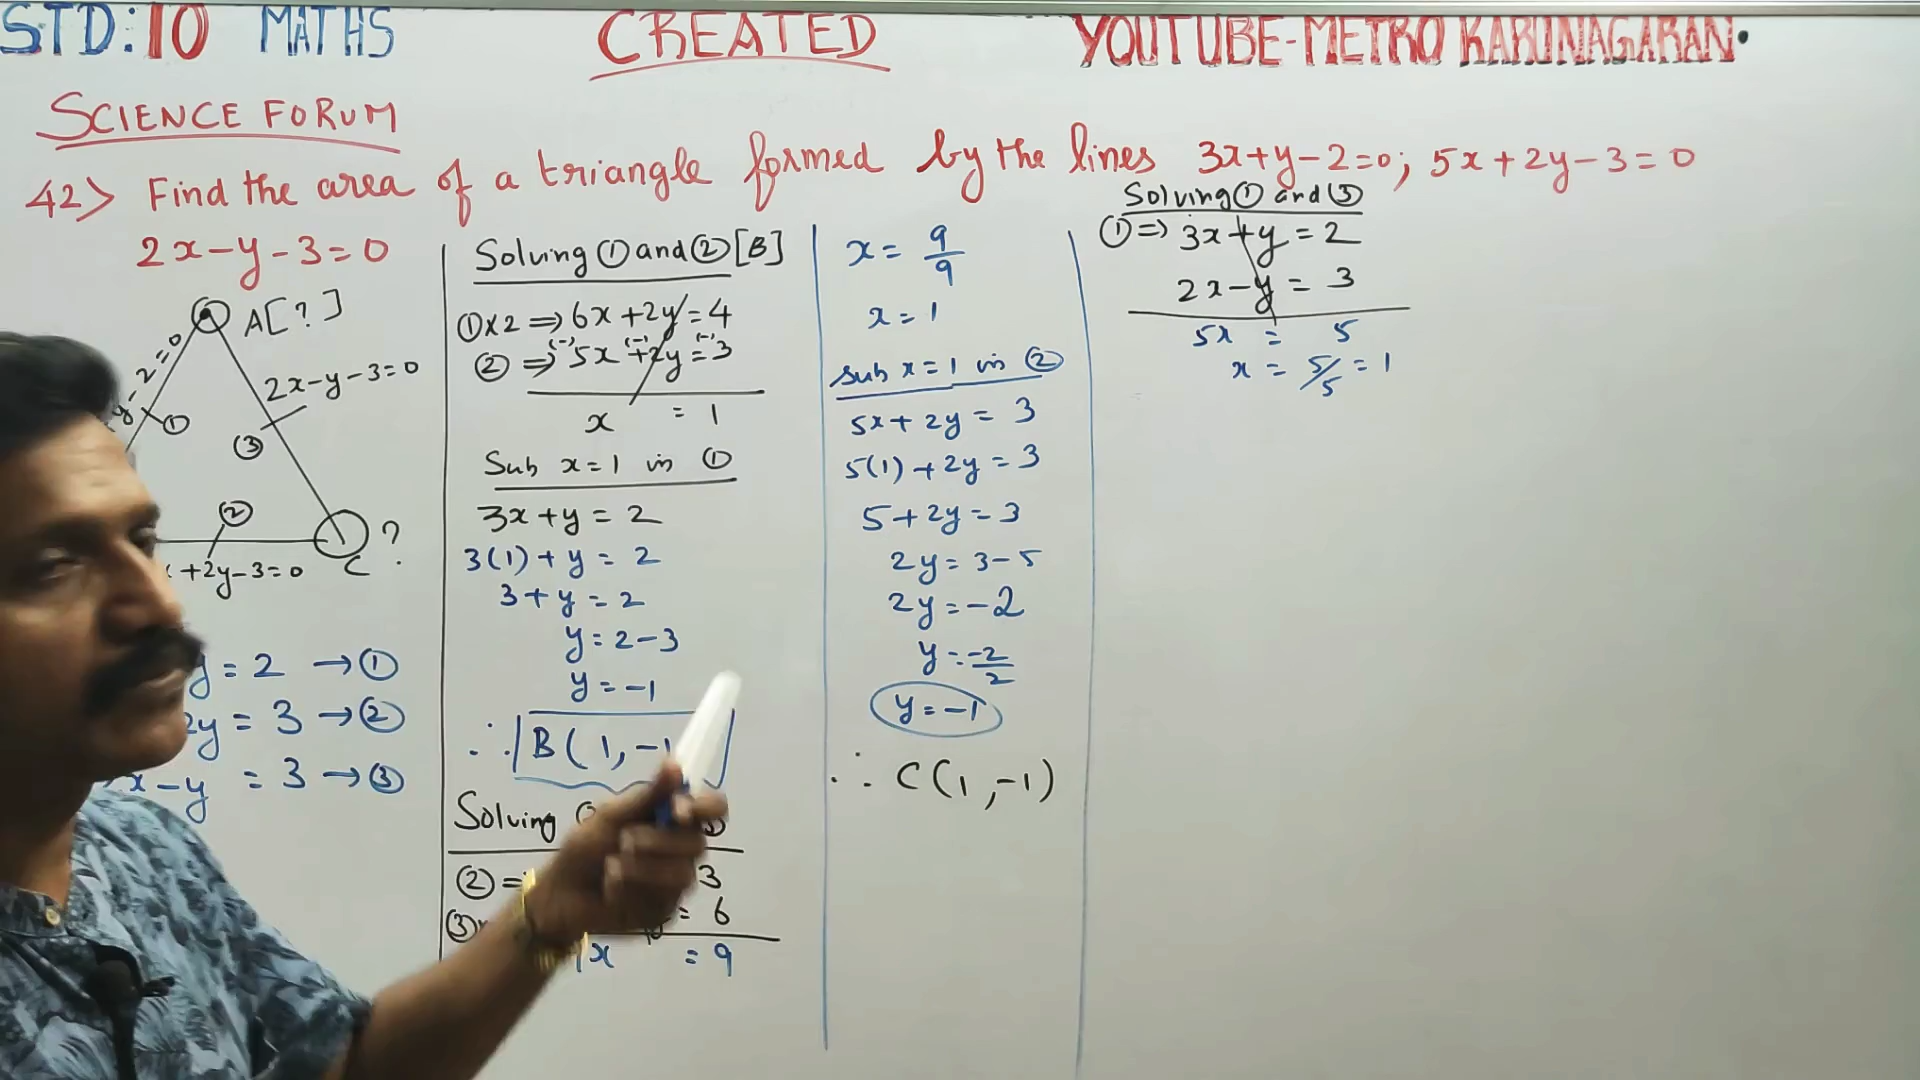 STD:10 MATHS CREATED YOUTUBE-METRO KARUNAGARAN.
SCIENCE FORUM
42) Find the area of a triangle formed by the lines 3x+y-2=0; 5x+2y-3=0
2x-y-3=0
A[?]
y-2=0
①
2x-y-3=0
③
②
?
C
+2y-3=0
y=2 →①
2y=3 →②
x-y =3 →③
Solving ① and ② [B]
①x2 ⇒ 6x+2y=4
② ⇒ (-)5x (-)+2y (-)=3
x = 1
Sub x=1 in ①
3x+y=2
3(1)+y=2
3+y=2
y=2-3
y=-1
∴ B(1,-1
Solving
②= 3
③x = 6
x =9
x= 9/9
x=1
Sub x=1 in ②
5x+2y=3
5(1)+2y=3
5+2y=3
2y=3-5
2y=-2
y=-2/2
y=-1
∴ C(1,-1)
Solving ① and ③
①⇒ 3x+y=2
2x-y=3
5x = 5
x = 5/5 = 1